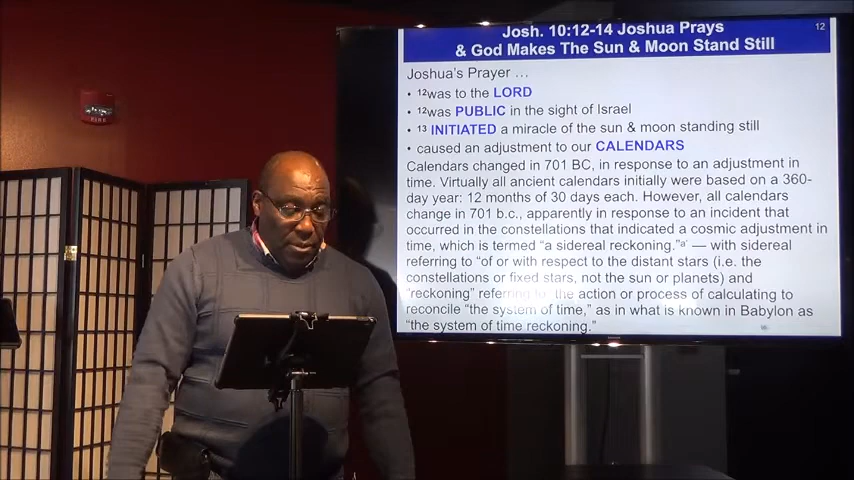 Josh. 10:12-14 Joshua Prays
12
& God Makes The Sun & Moon Stand Still
Joshua's Prayer …
• 12was to the LORD
• 12was PUBLIC in the sight of Israel
• 13 INITIATED a miracle of the sun & moon standing still
• caused an adjustment to our CALENDARS
Calendars changed in 701 BC, in response to an adjustment in
time. Virtually all ancient calendars initially were based on a 360-
day year: 12 months of 30 days each. However, all calendars
change in 701 b.c., apparently in response to an incident that
occurred in the constellations that indicated a cosmic adjustment in
time, which is termed "a sidereal reckoning." — with sidereal
referring to "of or with respect to the distant stars (i.e. the
constellations or fixed stars, not the sun or planets) and
"reckoning" referring to the action or process of calculating to
reconcile "the system of time," as in what is known in Babylon as
"the system of time reckoning."
FIRE